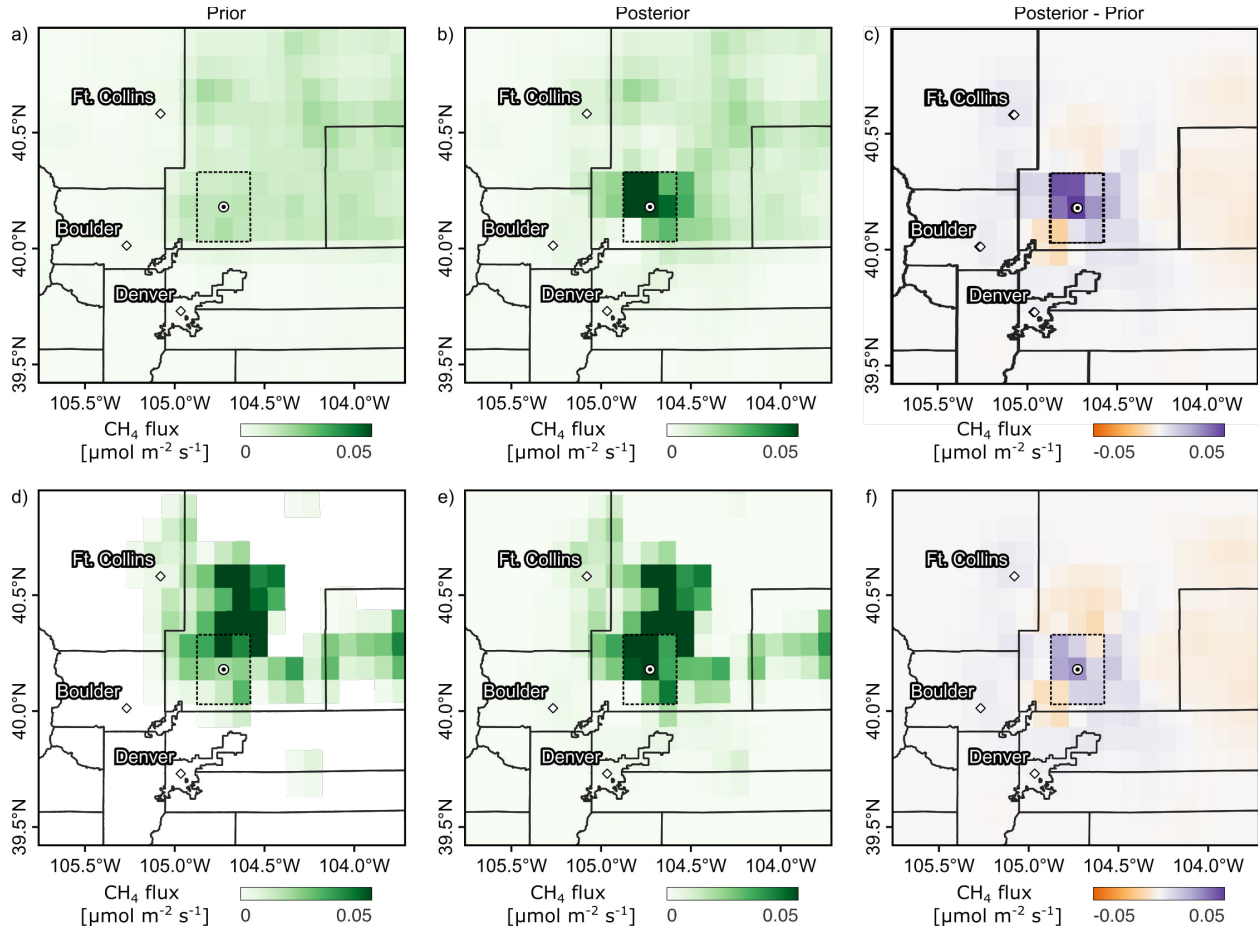 Prior
Posterior
Posterior - Prior
a)
b)
c)
Ft. Collins
Ft. Collins
Ft. Collins
40.5°N
40.5°N
40.5°N
Boulder
Boulder
Boulder
40.0°N
40.0°N
40.0°N
Denver
Denver
Denver
39.5°N
39.5°N
39.5°N
105.5°W 105.0°W 104.5°W 104.0°W
105.5°W 105.0°W 104.5°W 104.0°W
105.5°W 105.0°W 104.5°W 104.0°W
CH₄ flux
[μmol m⁻² s⁻¹]
0 0.05
CH₄ flux
[μmol m⁻² s⁻¹]
0 0.05
CH₄ flux
[μmol m⁻² s⁻¹]
-0.05 0.05
d)
e)
f)
Ft. Collins
Ft. Collins
Ft. Collins
40.5°N
40.5°N
40.5°N
Boulder
Boulder
Boulder
40.0°N
40.0°N
40.0°N
Denver
Denver
Denver
39.5°N
39.5°N
39.5°N
105.5°W 105.0°W 104.5°W 104.0°W
105.5°W 105.0°W 104.5°W 104.0°W
105.5°W 105.0°W 104.5°W 104.0°W
CH₄ flux
[μmol m⁻² s⁻¹]
0 0.05
CH₄ flux
[μmol m⁻² s⁻¹]
0 0.05
CH₄ flux
[μmol m⁻² s⁻¹]
-0.05 0.05